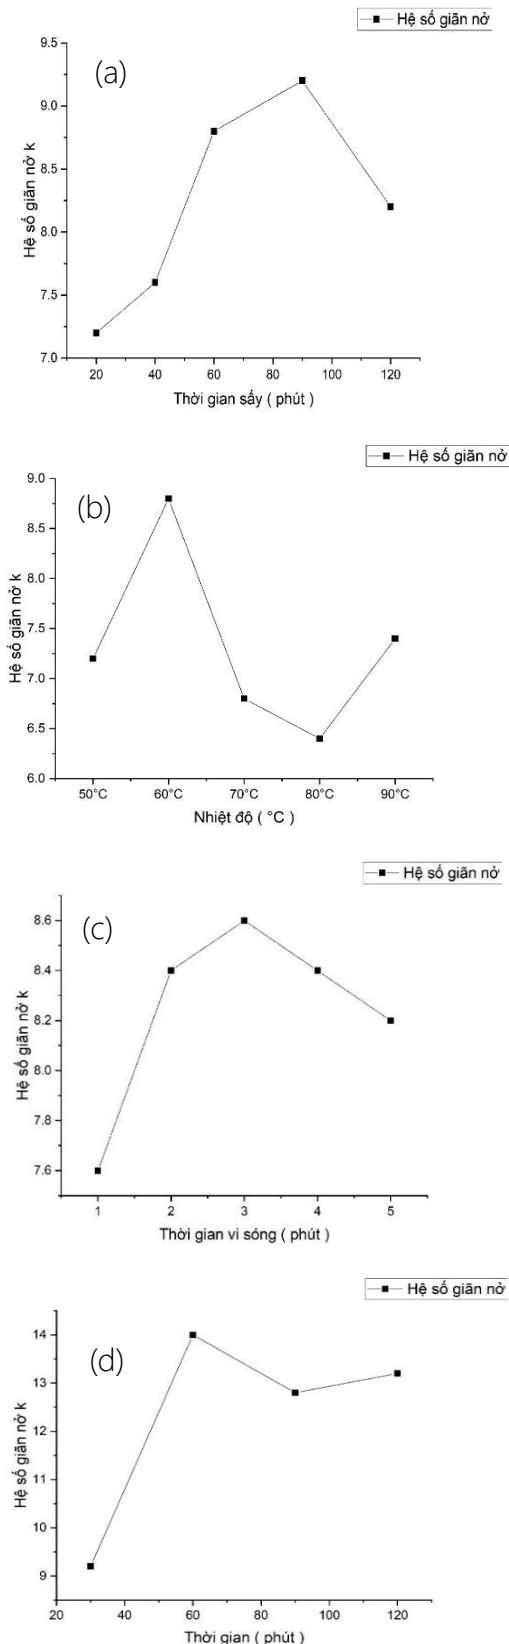 Hệ số giãn nở
(a)
9.5
9.0
8.5
8.0
7.5
7.0
Hệ số giãn nở k
20 40 60 80 100 120
Thời gian sấy ( phút )
Hệ số giãn nở
(b)
9.0
8.5
8.0
7.5
7.0
6.5
6.0
Hệ số giãn nở k
50°C 60°C 70°C 80°C 90°C
Nhiệt độ ( °C )
Hệ số giãn nở
(c)
8.6
8.4
8.2
8.0
7.8
7.6
Hệ số giãn nở k
1 2 3 4 5
Thời gian vi sóng ( phút )
Hệ số giãn nở
(d)
14
13
12
11
10
9
Hệ số giãn nở k
20 40 60 80 100 120
Thời gian ( phút )